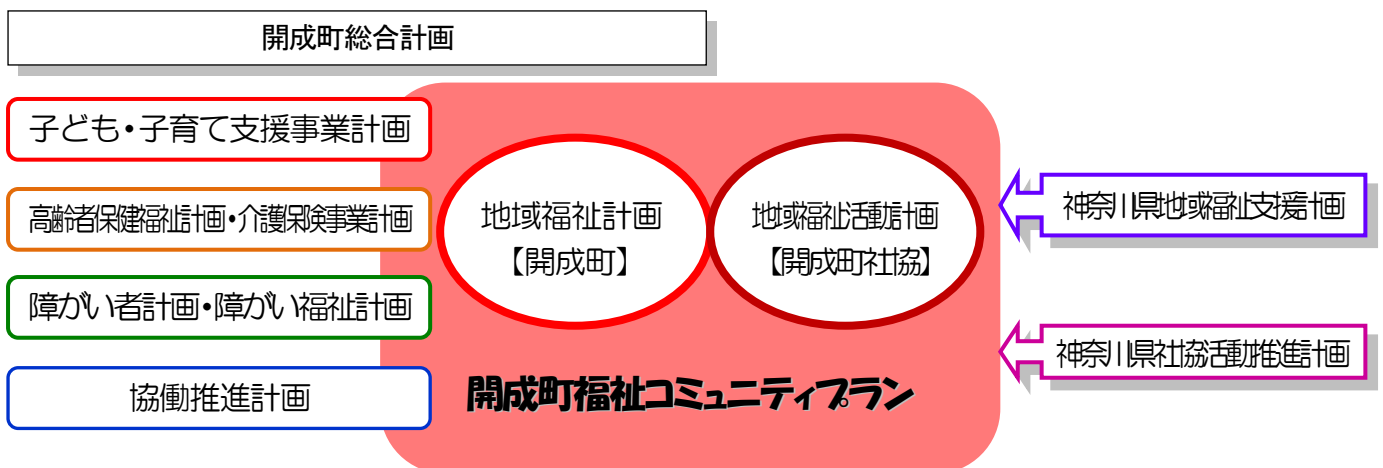 開成町総合計画
子ども・子育て支援事業計画
高齢者保健福祉計画・介護保険事業計画
障がい者計画・障がい福祉計画
協働推進計画
地域福祉計画
【開成町】
地域福祉活動計画
【開成町社協】
開成町福祉コミュニティプラン
神奈川県地域福祉支援計画
神奈川県社協活動推進計画